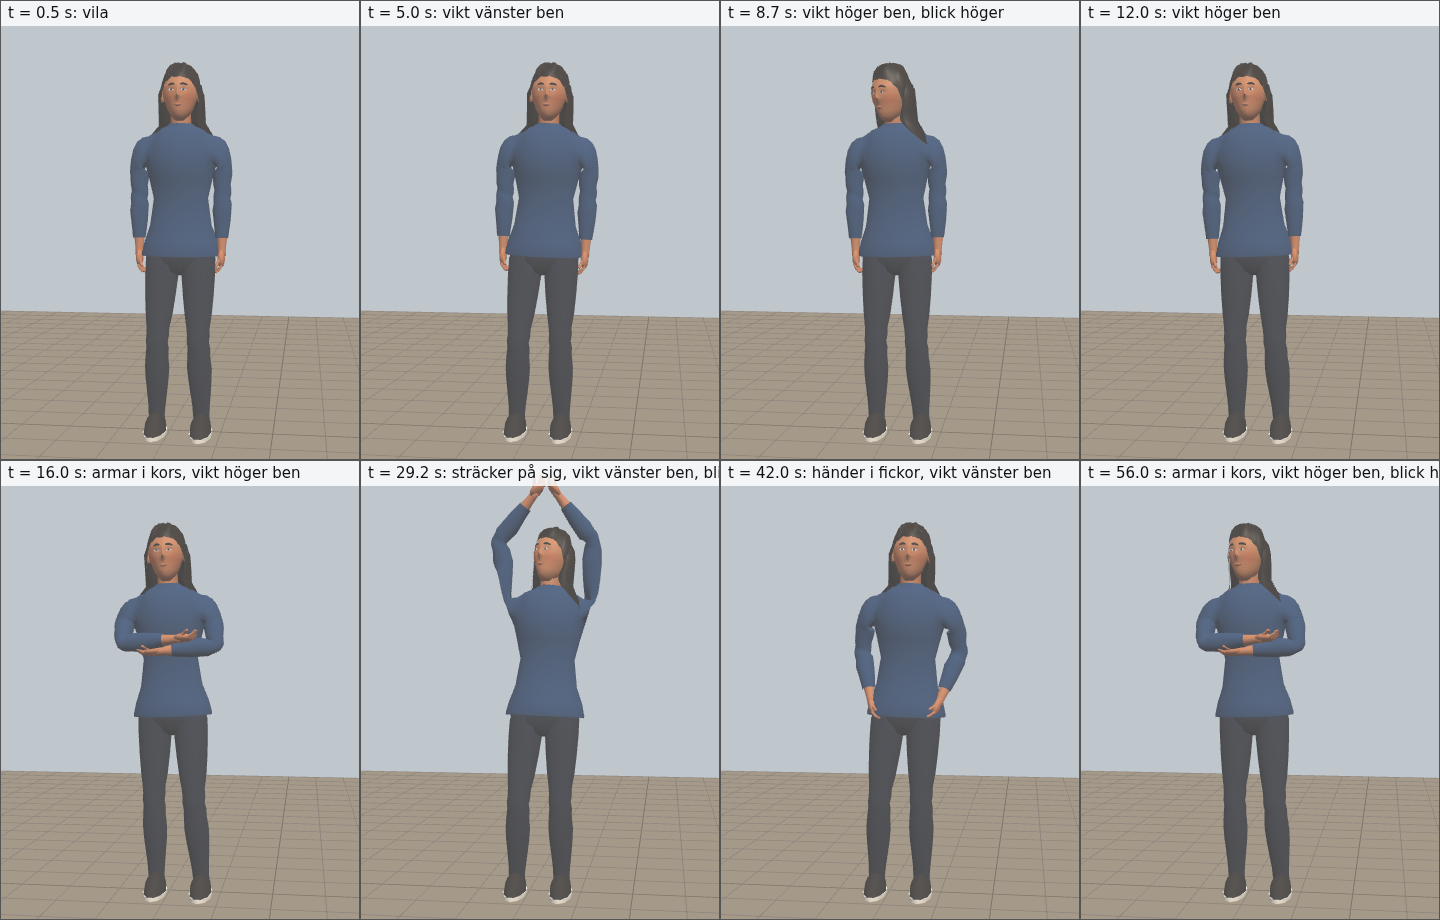 t = 0.5 s: vila
t = 5.0 s: vikt vänster ben
t = 8.7 s: vikt höger ben, blick höger
t = 12.0 s: vikt höger ben
t = 16.0 s: armar i kors, vikt höger ben
t = 29.2 s: sträcker på sig, vikt vänster ben, bl
t = 42.0 s: händer i fickor, vikt vänster ben
t = 56.0 s: armar i kors, vikt höger ben, blick h